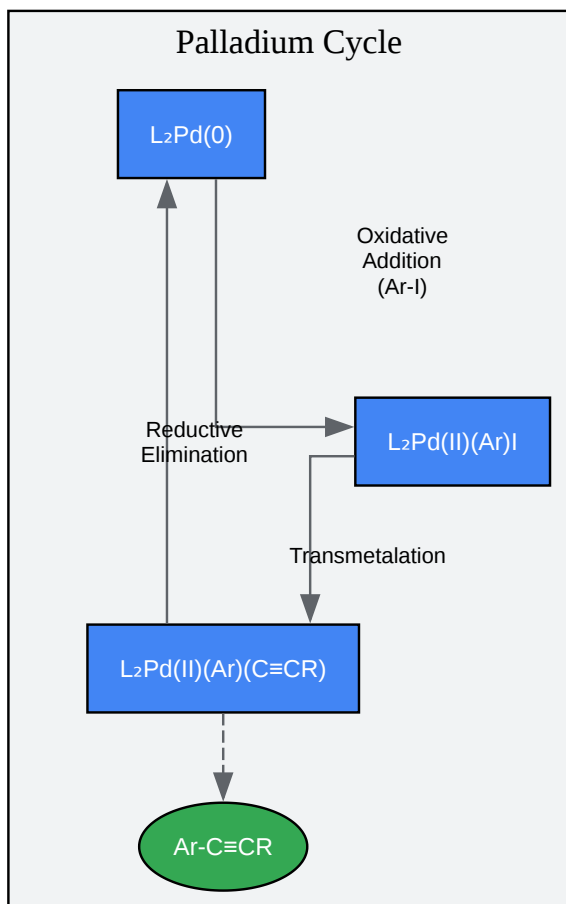 Palladium Cycle
L₂Pd(0)
Oxidative
Addition
(Ar-I)
Reductive
Elimination
L₂Pd(II)(Ar)I
Transmetalation
L₂Pd(II)(Ar)(C≡CR)
Ar-C≡CR